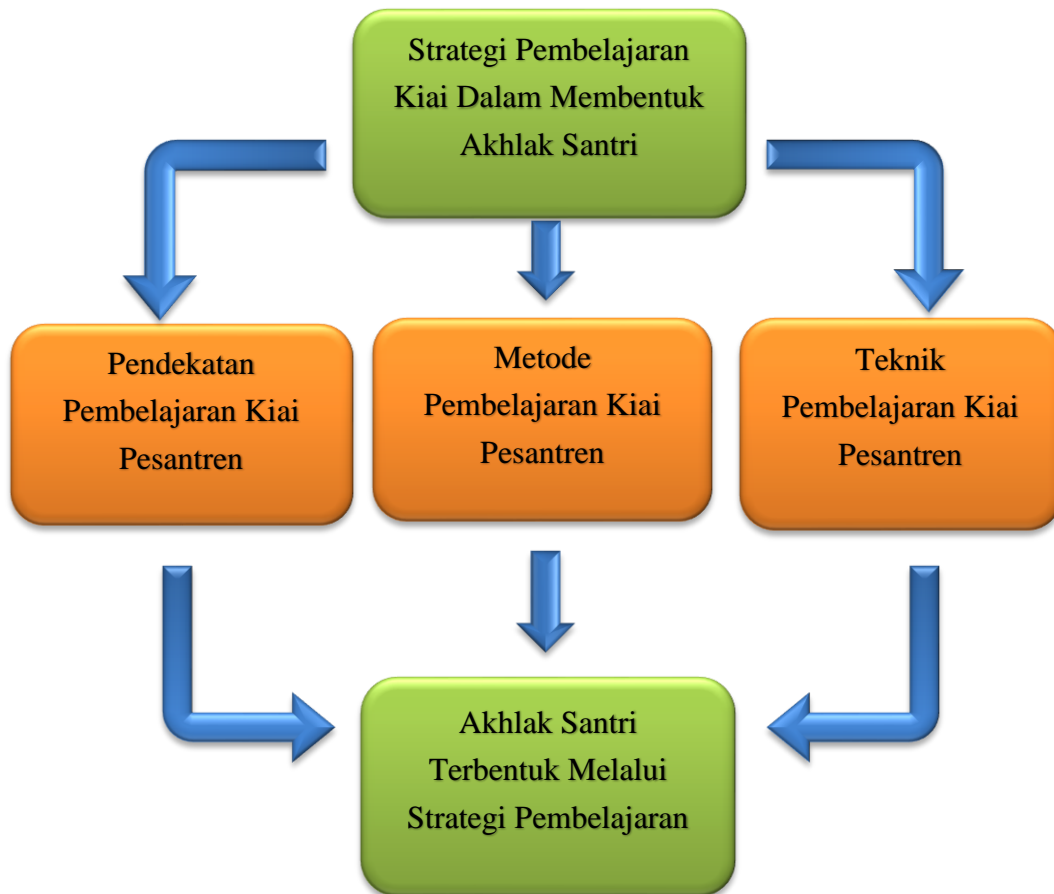 Strategi Pembelajaran
Kiai Dalam Membentuk
Akhlak Santri
Pendekatan
Pembelajaran Kiai
Pesantren
Metode
Pembelajaran Kiai
Pesantren
Teknik
Pembelajaran Kiai
Pesantren
Akhlak Santri
Terbentuk Melalui
Strategi Pembelajaran